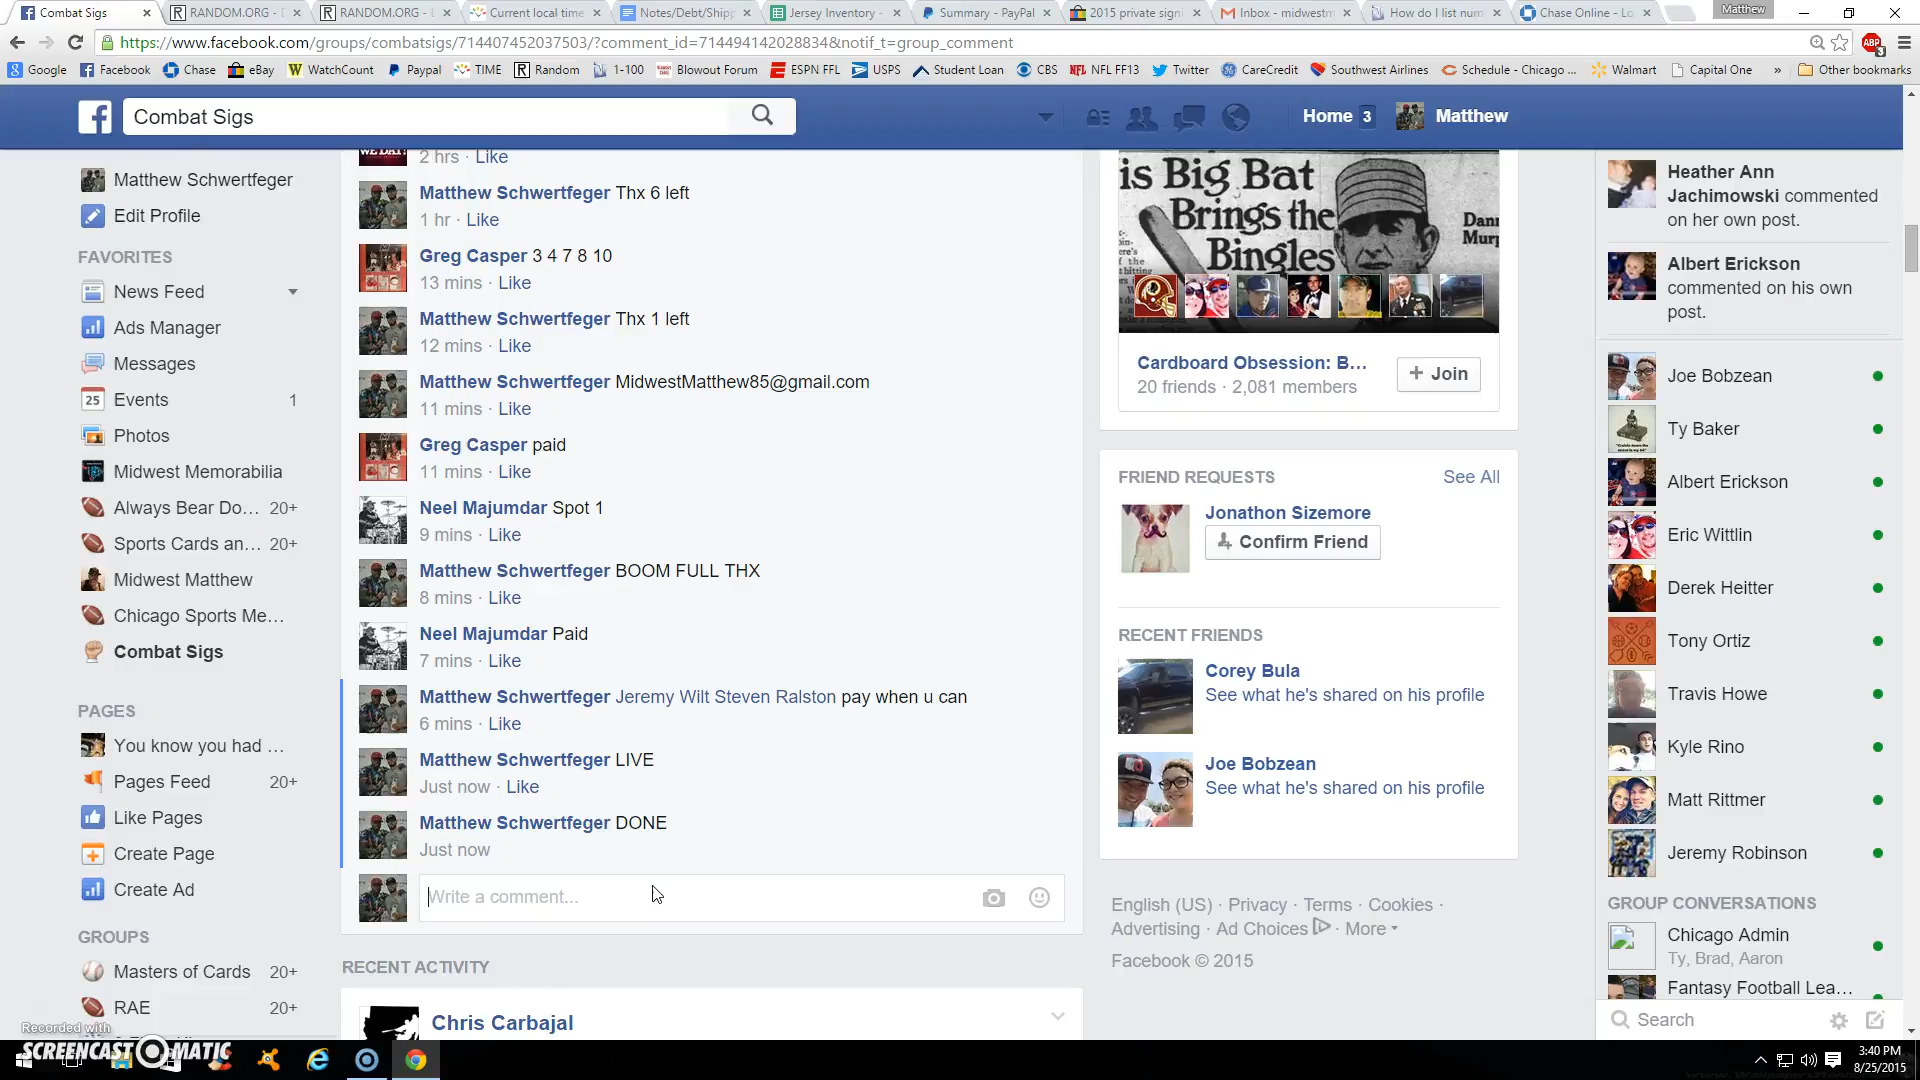 Combat Sigs
RANDOM.ORG - D
RANDOM.ORG - L
Current local time
Notes/Debt/Shipp
Jersey Inventory -
Summary - PayPal
2015 private sign
Inbox - midwestm
How do I list num
Chase Online - Lo
Matthew
https://www.facebook.com/groups/combatsigs/714407452037503/?comment_id=714494142028834&notif_t=group_comment
ABP
Google
Facebook
Chase
eBay
WatchCount
Paypal
TIME
Random
1-100
Blowout Forum
ESPN FFL
USPS
Student Loan
CBS
NFL FF13
Twitter
CareCredit
Southwest Airlines
Schedule - Chicago ...
Walmart
Capital One
»
Other bookmarks
Combat Sigs
Home 3
Matthew
Matthew Schwertfeger
Edit Profile
FAVORITES
News Feed
Ads Manager
Messages
25 Events 1
Photos
Midwest Memorabilia
Always Bear Do... 20+
Sports Cards an... 20+
Midwest Matthew
Chicago Sports Me...
Combat Sigs
PAGES
You know you had ...
Pages Feed 20+
Like Pages
Create Page
Create Ad
GROUPS
Masters of Cards 20+
RAE 20+
WE DAY!
2 hrs · Like
Matthew Schwertfeger Thx 6 left
1 hr · Like
Greg Casper 3 4 7 8 10
13 mins · Like
Matthew Schwertfeger Thx 1 left
12 mins · Like
Matthew Schwertfeger MidwestMatthew85@gmail.com
11 mins · Like
Greg Casper paid
11 mins · Like
Neel Majumdar Spot 1
9 mins · Like
Matthew Schwertfeger BOOM FULL THX
8 mins · Like
Neel Majumdar Paid
7 mins · Like
Matthew Schwertfeger Jeremy Wilt Steven Ralston pay when u can
6 mins · Like
Matthew Schwertfeger LIVE
Just now · Like
Matthew Schwertfeger DONE
Just now
Write a comment...
RECENT ACTIVITY
Chris Carbajal
is Big Bat
Brings the
Bingles
Dann
Murp
Cardboard Obsession: B...
20 friends · 2,081 members
+ Join
FRIEND REQUESTS
See All
Jonathon Sizemore
Confirm Friend
RECENT FRIENDS
Corey Bula
See what he's shared on his profile
Joe Bobzean
See what he's shared on his profile
English (US) · Privacy · Terms · Cookies ·
Advertising · Ad Choices · More
Facebook © 2015
Heather Ann
Jachimowski commented
on her own post.
Albert Erickson
commented on his own
post.
Joe Bobzean
Ty Baker
Albert Erickson
Eric Wittlin
Derek Heitter
Tony Ortiz
Travis Howe
Kyle Rino
Matt Rittmer
Jeremy Robinson
GROUP CONVERSATIONS
Chicago Admin
Ty, Brad, Aaron
Fantasy Football Lea...
Search
Recorded with
SCREENCAST-O-MATIC
3:40 PM
8/25/2015